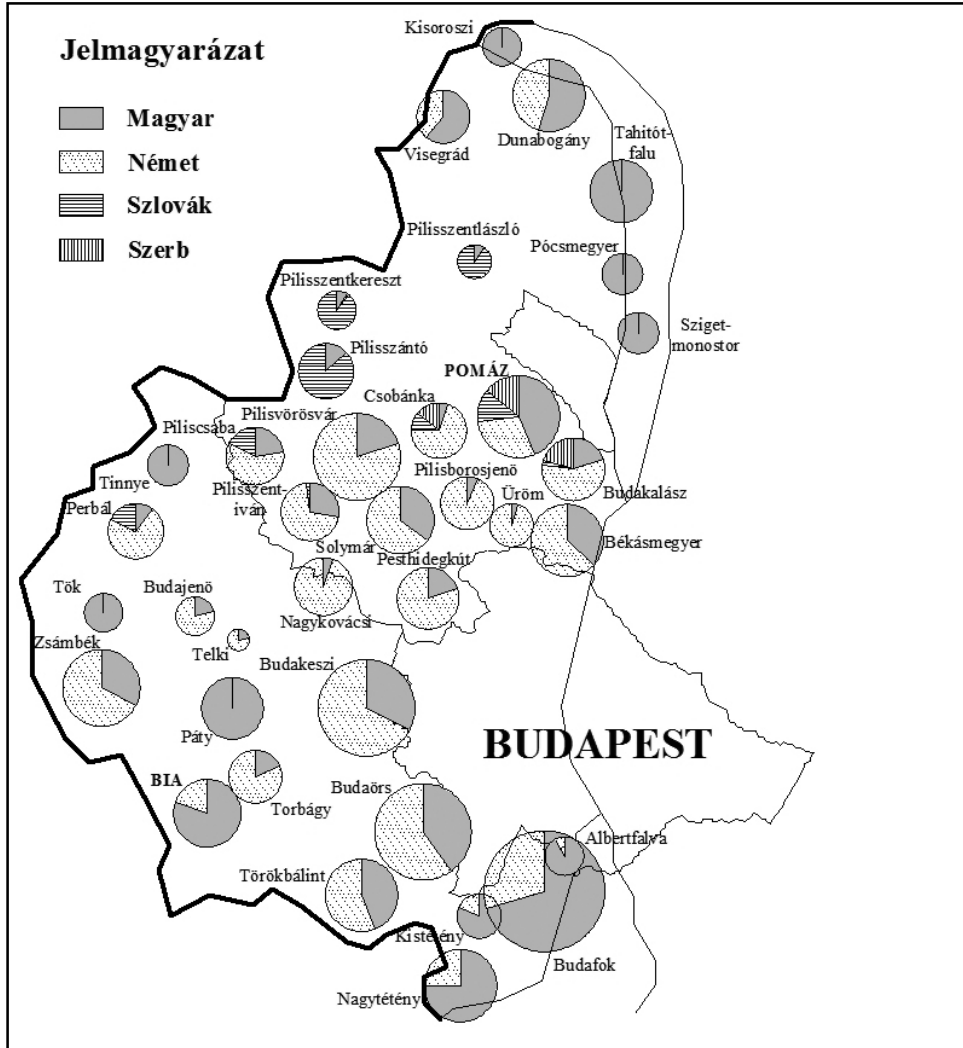 Jelmagyarázat
Magyar
Német
Szlovák
Szerb
Kisoroszi
Dunabogány
Visegrád
Tahitót-
falu
Pilisszentlászló
Pócsmegyer
Pilisszentkereszt
Sziget-
monostor
Pilisszántó
POMÁZ
Csobánka
Pilisvörösvár
Piliscsába
Pilisborosjenö
Tinnye
Pilisszent-
iván
Üröm
Budakalász
Perbál
Békásmegyer
Solymár
Pesthidegkút
Tök
Budajenö
Nagykovácsi
Zsámbék
Telki
Budakeszi
Páty
BUDAPEST
BIA
Torbágy
Budaörs
Albertfalva
Törökbálint
Kistétény
Budafok
Nagytétény